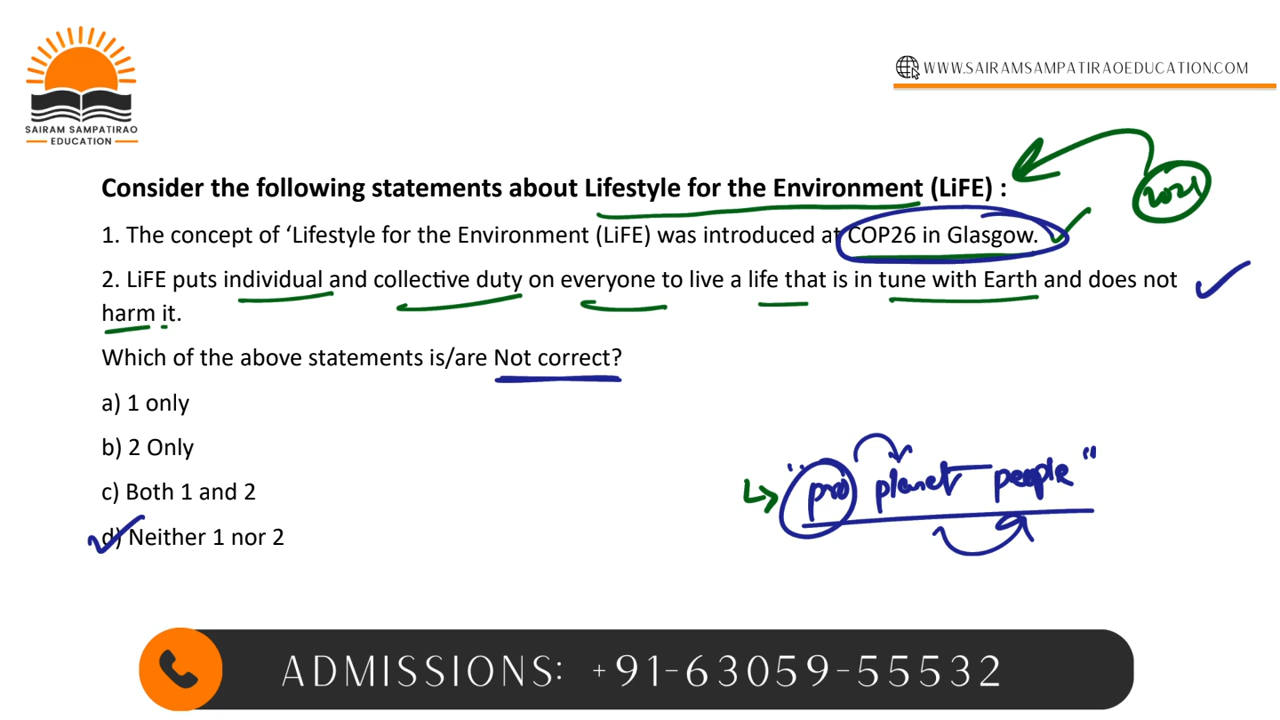 SAIRAM SAMPATIRAO
EDUCATION
WWW.SAIRAMSAMPATIRAOEDUCATION.COM
2021
Consider the following statements about Lifestyle for the Environment (LiFE) :
1. The concept of ‘Lifestyle for the Environment (LiFE) was introduced at COP26 in Glasgow.
2. LiFE puts individual and collective duty on everyone to live a life that is in tune with Earth and does not
harm it.
Which of the above statements is/are Not correct?
a) 1 only
b) 2 Only
c) Both 1 and 2
d) Neither 1 nor 2
"pro planet people"
ADMISSIONS: +91-63059-55532